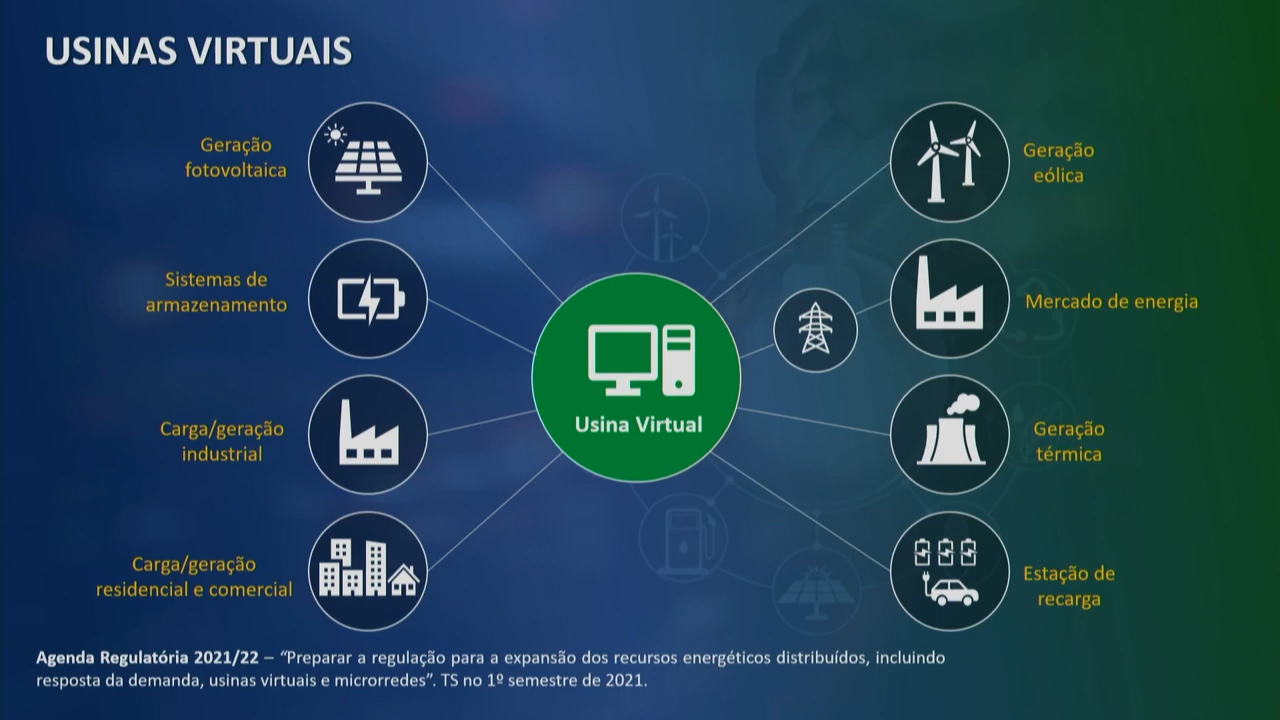 USINAS VIRTUAIS
Geração
fotovoltaica
Sistemas de
armazenamento
Carga/geração
industrial
Carga/geração
residencial e comercial
Usina Virtual
Geração
eólica
Mercado de energia
Geração
térmica
Estação de
recarga
Agenda Regulatória 2021/22 – “Preparar a regulação para a expansão dos recursos energéticos distribuídos, incluindo
resposta da demanda, usinas virtuais e microrredes”. TS no 1º semestre de 2021.